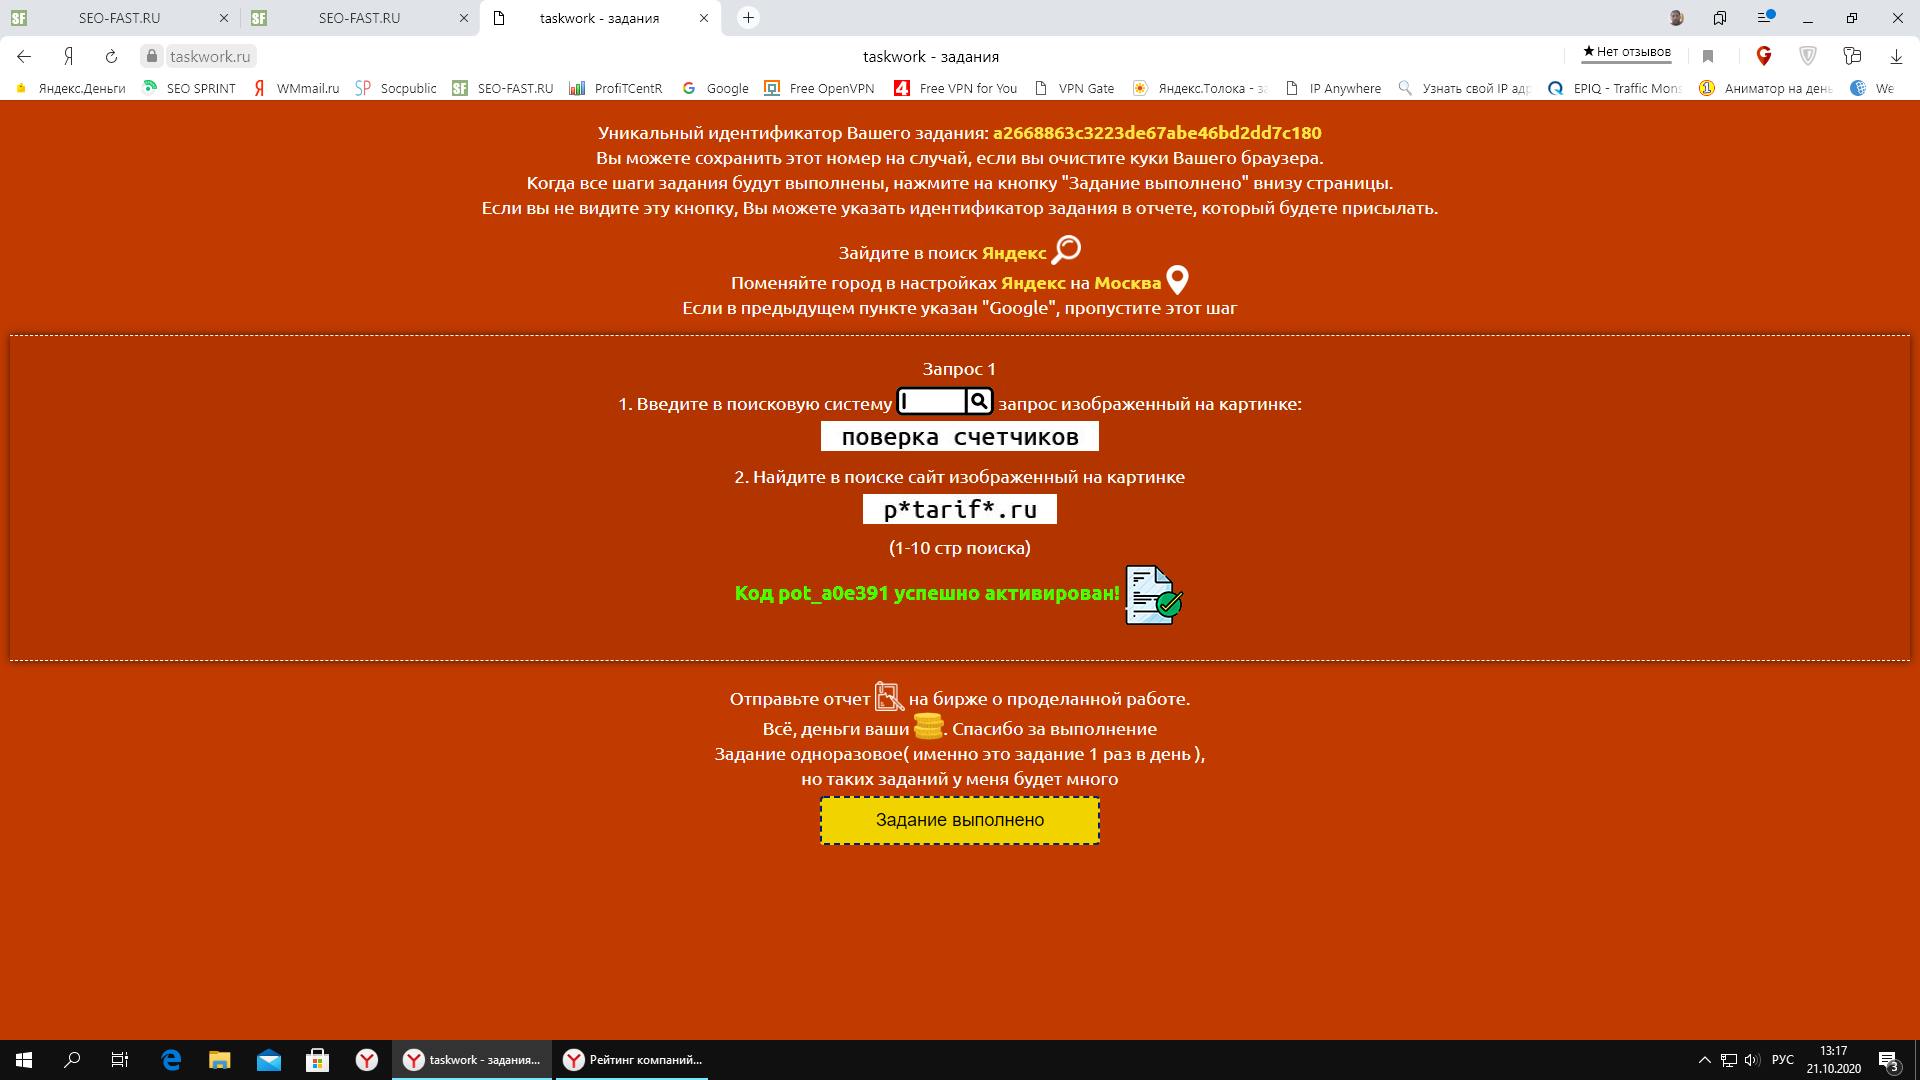 SEO-FAST.RU
SEO-FAST.RU
taskwork - задания
taskwork.ru
taskwork - задания
★Нет отзывов
Яндекс.Деньги
SEO SPRINT
WMmail.ru
Socpublic
SEO-FAST.RU
ProfiTCentR
Google
Free OpenVPN
Free VPN for You
VPN Gate
Яндекс.Толока - за
IP Anywhere
Узнать свой IP адр
EPIQ - Traffic Mons
Аниматор на день
We
Уникальный идентификатор Вашего задания: a2668863c3223de67abe46bd2dd7c180
Вы можете сохранить этот номер на случай, если вы очистите куки Вашего браузера.
Когда все шаги задания будут выполнены, нажмите на кнопку "Задание выполнено" внизу страницы.
Если вы не видите эту кнопку, Вы можете указать идентификатор задания в отчете, который будете присылать.
Зайдите в поиск Яндекс
Поменяйте город в настройках Яндекс на Москва
Если в предыдущем пункте указан "Google", пропустите этот шаг
Запрос 1
1. Введите в поисковую систему запрос изображенный на картинке:
поверка счетчиков
2. Найдите в поиске сайт изображенный на картинке
p*tarif*.ru
(1-10 стр поиска)
Код pot_a0e391 успешно активирован!
Отправьте отчет на бирже о проделанной работе.
Всё, деньги ваши . Спасибо за выполнение
Задание одноразовое( именно это задание 1 раз в день ),
но таких заданий у меня будет много
Задание выполнено
taskwork - задания...
Рейтинг компаний...
РУС
13:17
21.10.2020
3